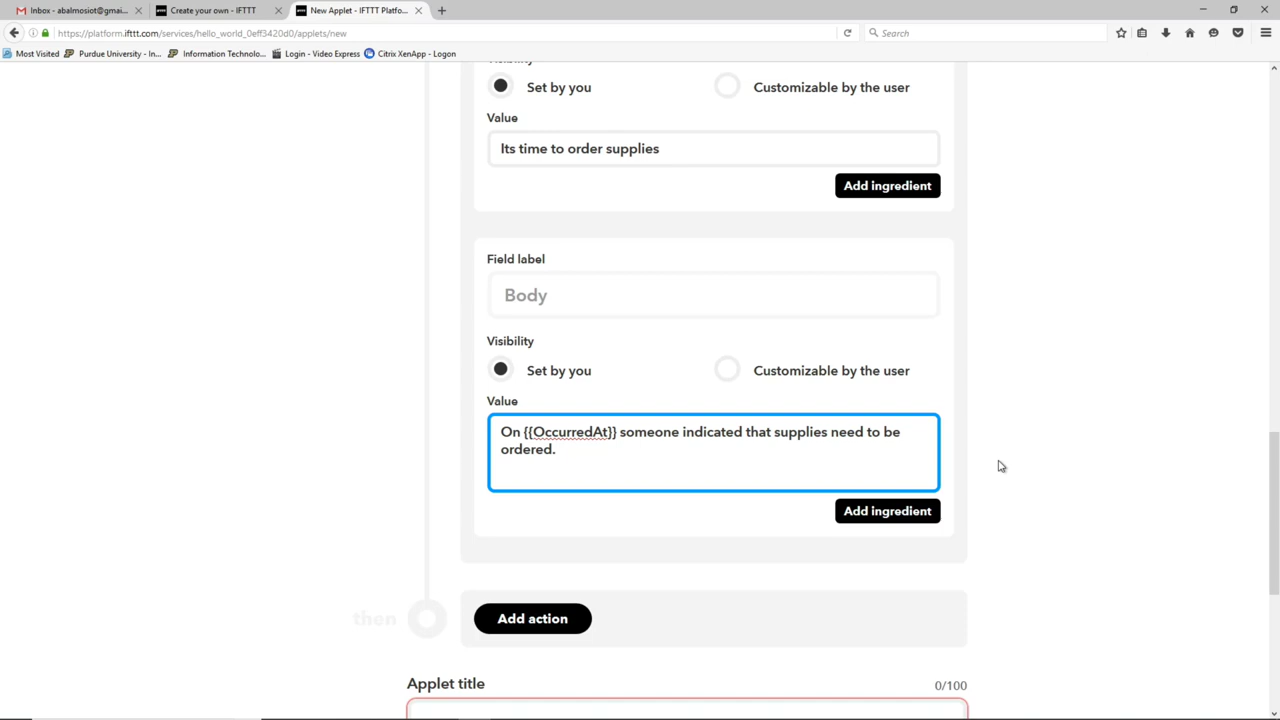 Inbox - abalmosiot@gmai...
Create your own - IFTTT
New Applet - IFTTT Platfo...
https://platform.ifttt.com/services/hello_world_0eff3420d0/applets/new
Search
Most Visited
Purdue University - In...
Information Technolo...
Login - Video Express
Citrix XenApp - Logon
Set by you
Customizable by the user
Value
Its time to order supplies
Add ingredient
Field label
Body
Visibility
Set by you
Customizable by the user
Value
On {{OccurredAt}} someone indicated that supplies need to be
ordered.
Add ingredient
then
Add action
Applet title
0/100